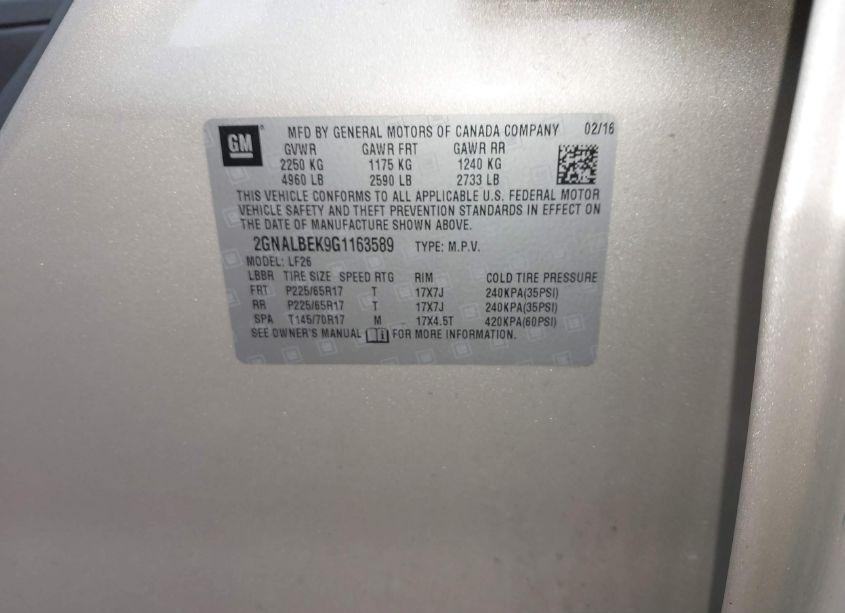 GM MFD BY GENERAL MOTORS OF CANADA COMPANY 02/16
GVWR GAWR FRT GAWR RR
2250 KG 1175 KG 1240 KG
4960 LB 2590 LB 2733 LB
THIS VEHICLE CONFORMS TO ALL APPLICABLE U.S. FEDERAL MOTOR
VEHICLE SAFETY AND THEFT PREVENTION STANDARDS IN EFFECT ON
THE DATE OF MANUFACTURE SHOWN ABOVE.
2GNALBEK9G1163589 TYPE: M.P.V.
MODEL: LF26
LBBR TIRE SIZE SPEED RTG RIM COLD TIRE PRESSURE
FRT P225/65R17 T 17X7J 240KPA(35PSI)
RR P225/65R17 T 17X7J 240KPA(35PSI)
SPA T145/70R17 M 17X4.5T 420KPA(60PSI)
SEE OWNER'S MANUAL FOR MORE INFORMATION.